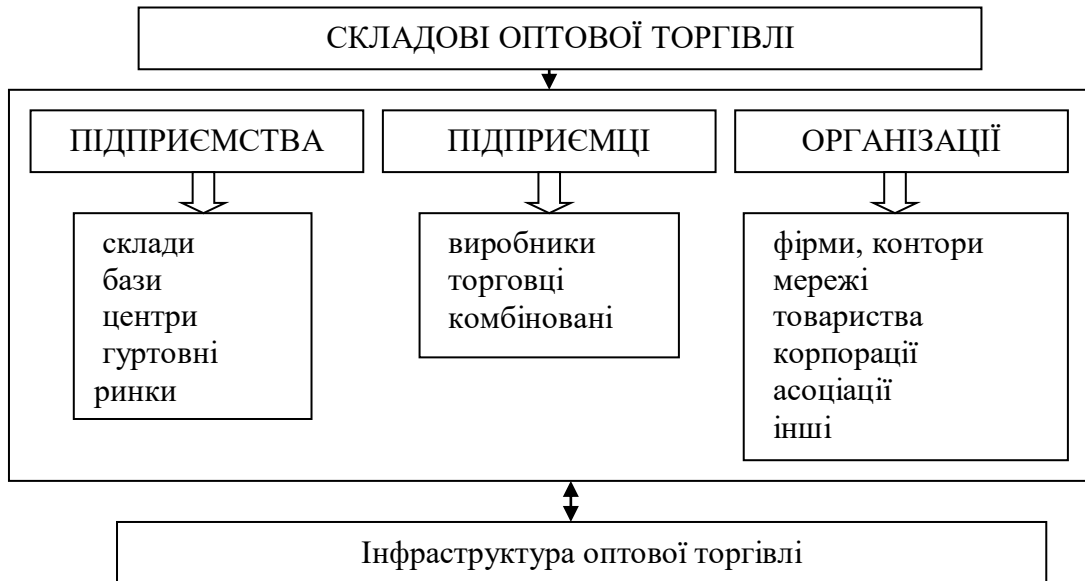 СКЛАДОВІ ОПТОВОЇ ТОРГІВЛІ
ПІДПРИЄМСТВА
склади
бази
центри
гуртовні
ринки
ПІДПРИЄМЦІ
виробники
торговці
комбіновані
ОРГАНІЗАЦІЇ
фірми, контори
мережі
товариства
корпорації
асоціації
інші
Інфраструктура оптової торгівлі